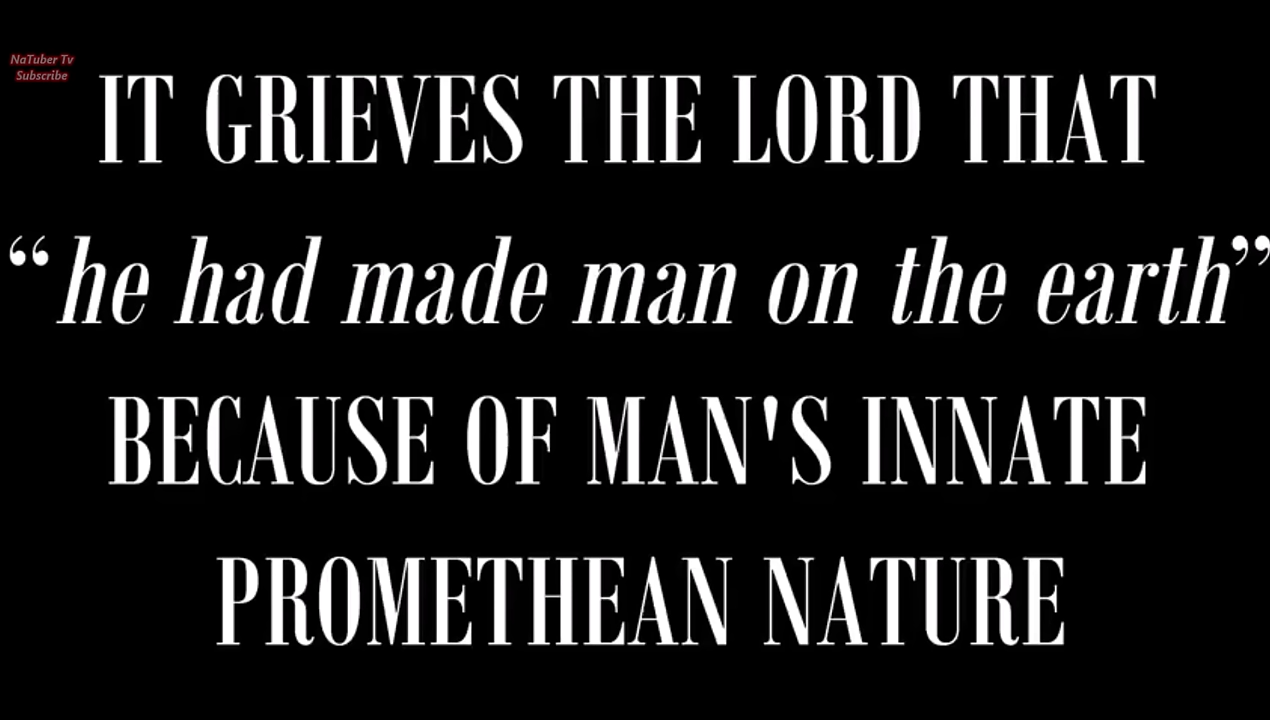 NaTuber Tv
Subscribe
IT GRIEVES THE LORD THAT
“he had made man on the earth”
BECAUSE OF MAN'S INNATE
PROMETHEAN NATURE